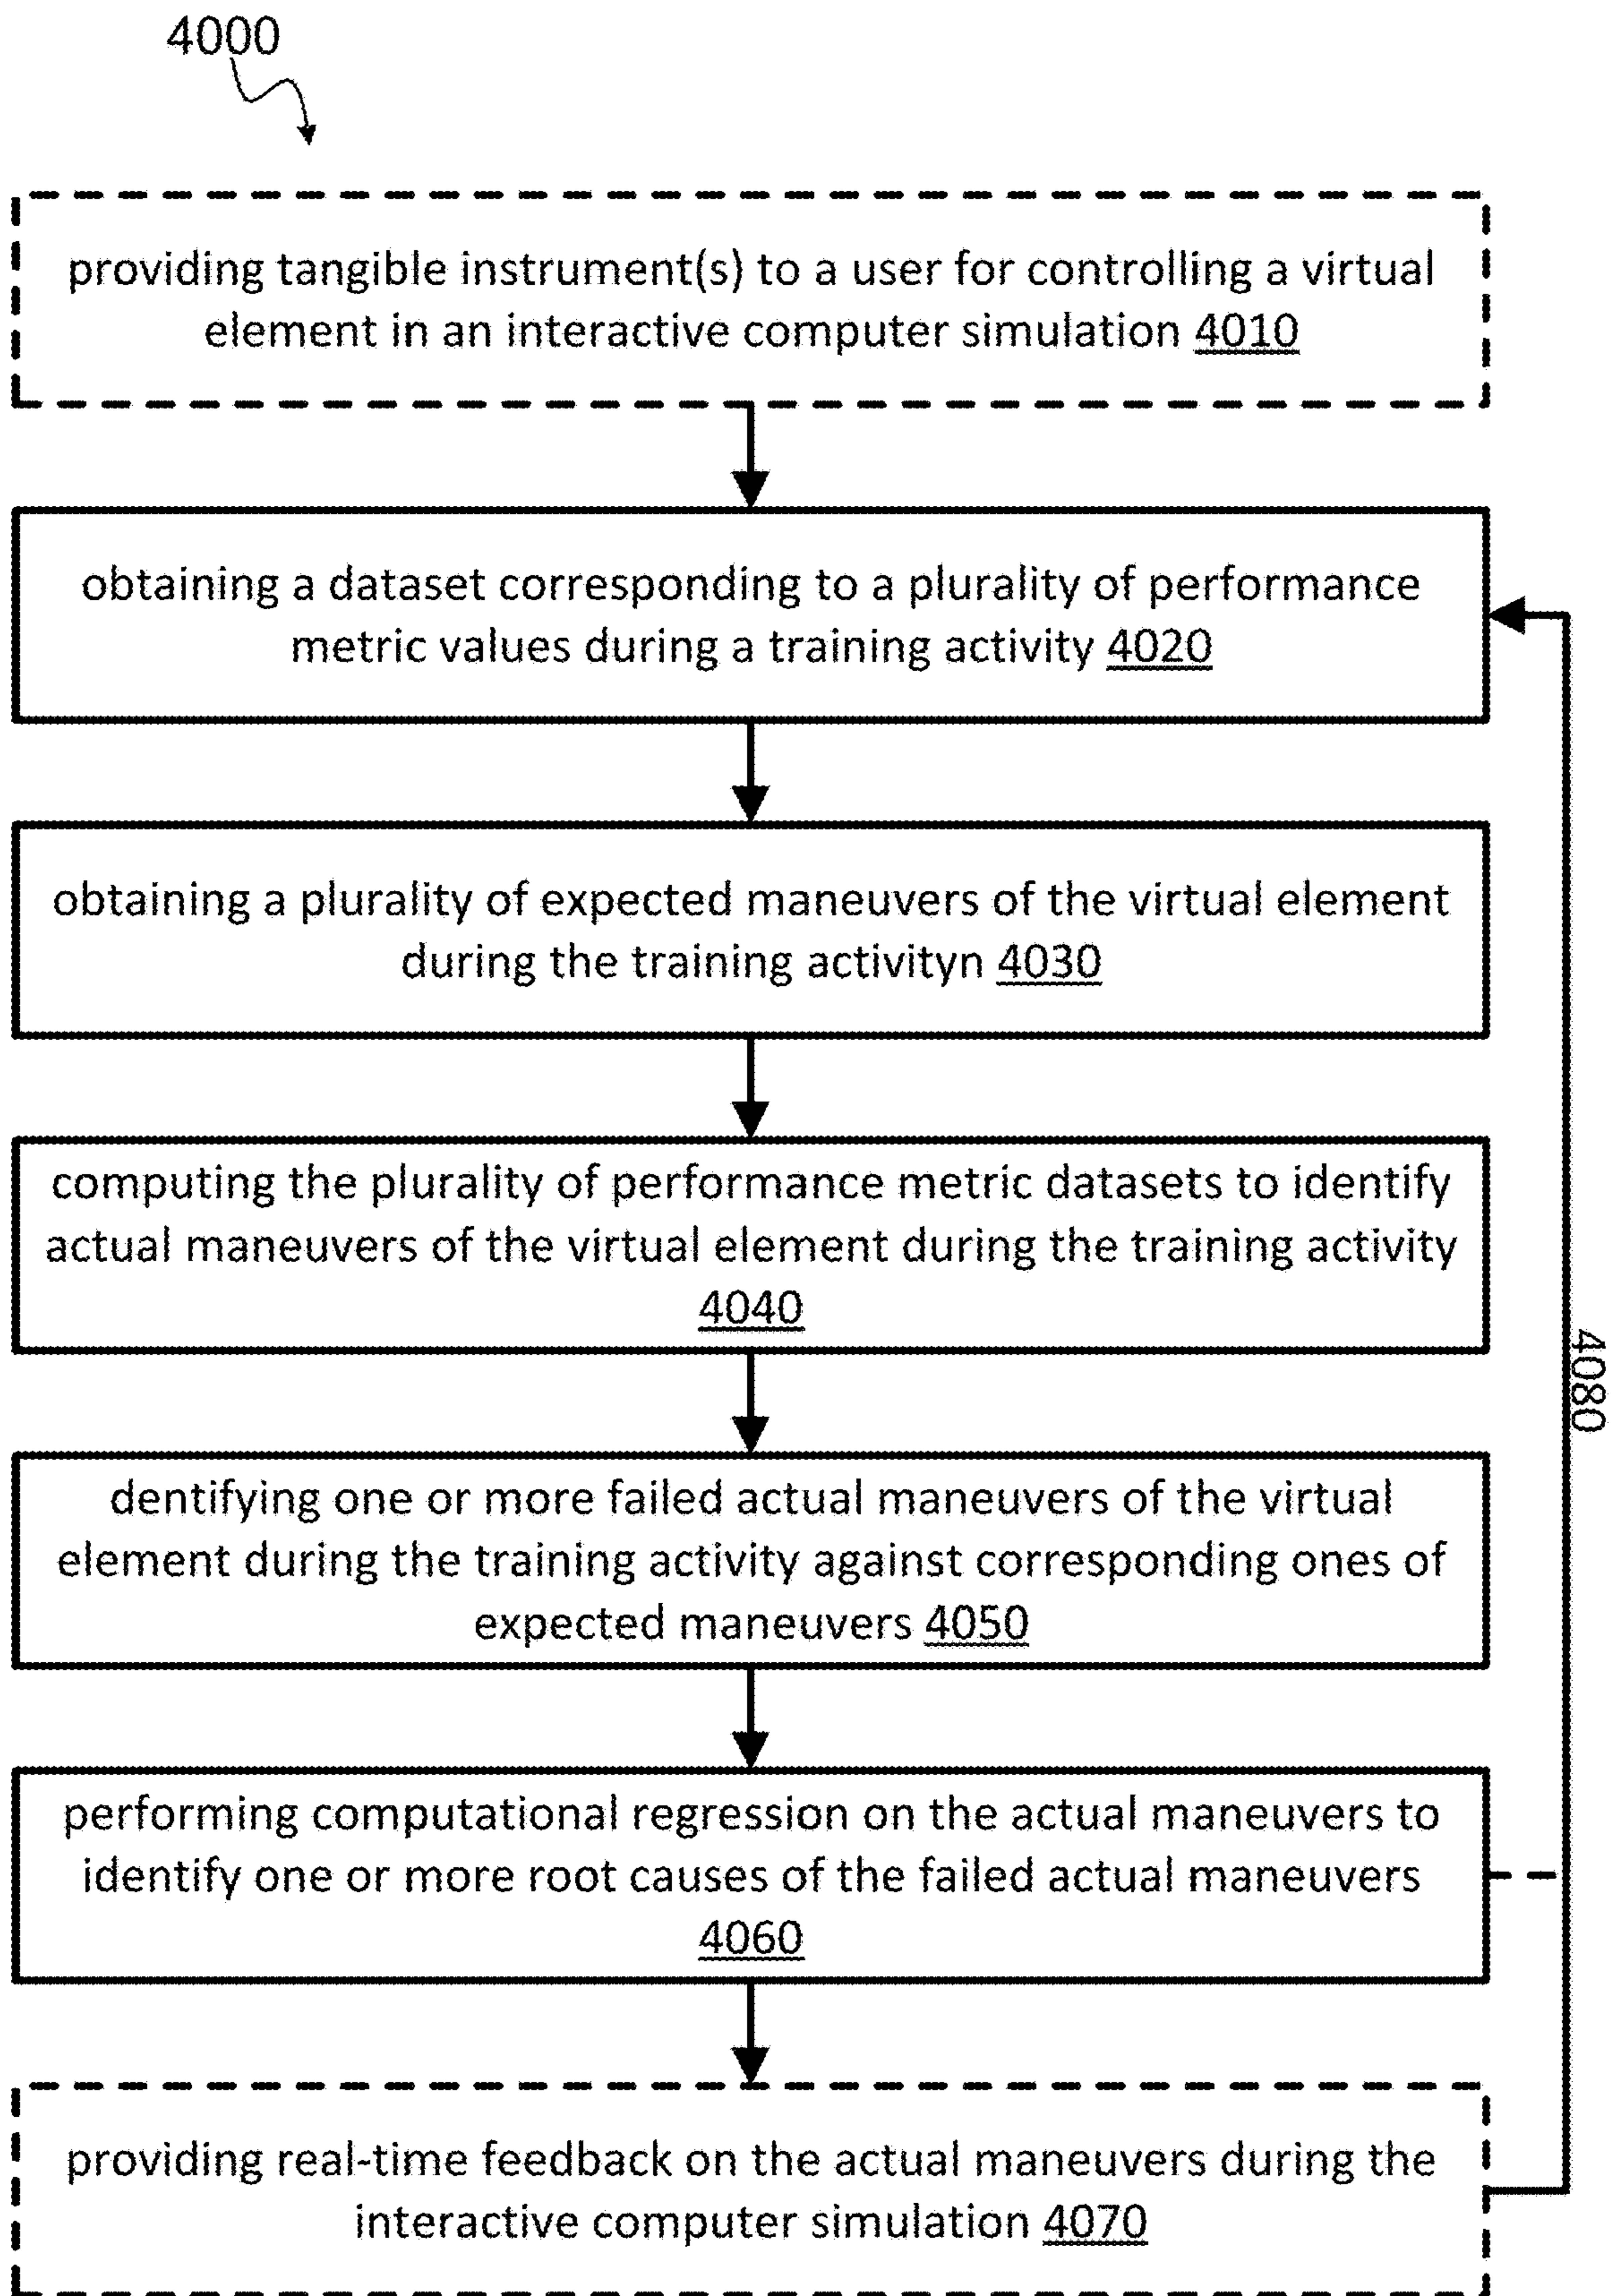 4000
providing tangible instrument(s) to a user for controlling a virtual
element in an interactive computer simulation 4010
obtaining a dataset corresponding to a plurality of performance
metric values during a training activity 4020
obtaining a plurality of expected maneuvers of the virtual element
during the training activityn 4030
computing the plurality of performance metric datasets to identify
actual maneuvers of the virtual element during the training activity
4040
dentifying one or more failed actual maneuvers of the virtual
element during the training activity against corresponding ones of
expected maneuvers 4050
performing computational regression on the actual maneuvers to
identify one or more root causes of the failed actual maneuvers
4060
providing real-time feedback on the actual maneuvers during the
interactive computer simulation 4070
4080